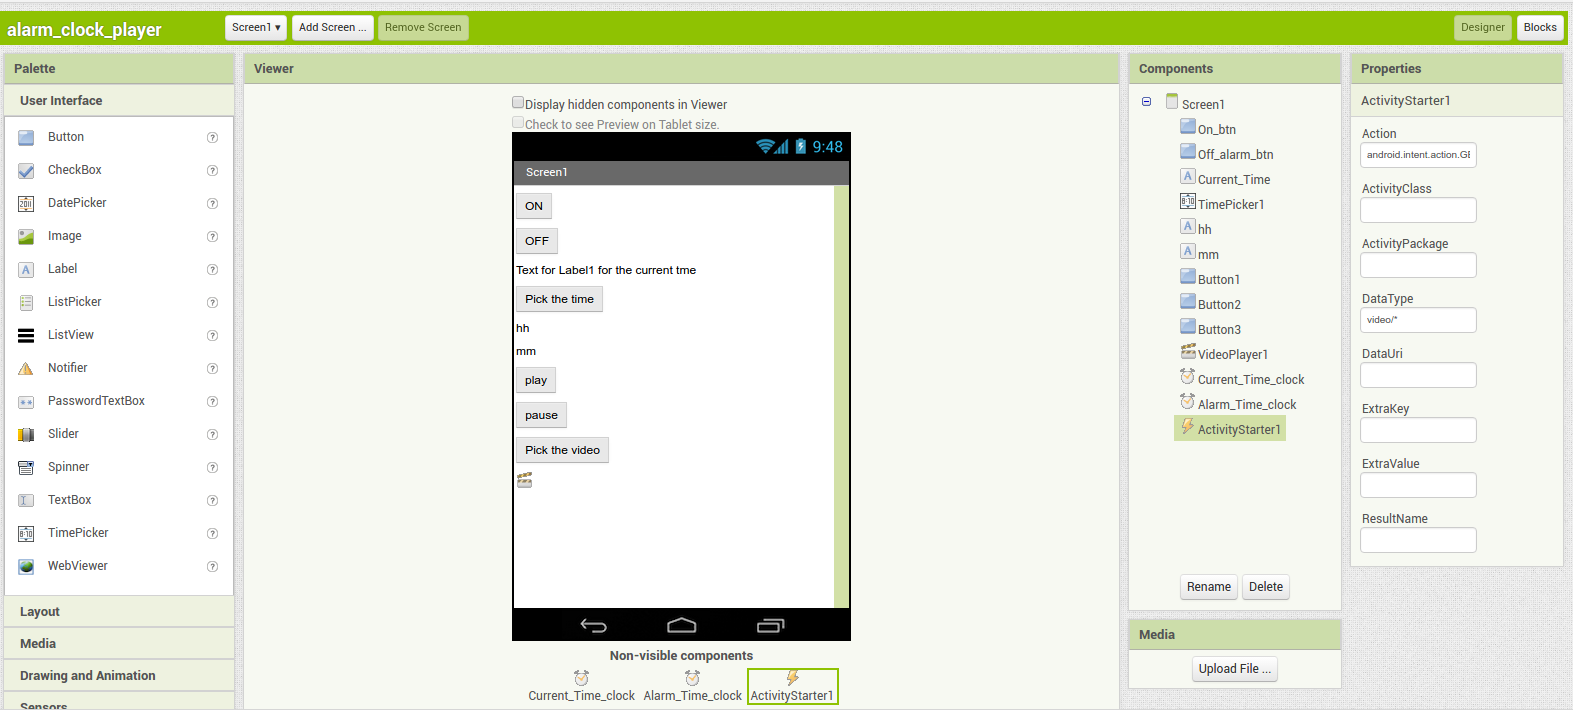 alarm_clock_player
Screen1 ▾
Add Screen ...
Remove Screen
Designer
Blocks
Palette
User Interface
Button
CheckBox
DatePicker
Image
Label
ListPicker
ListView
Notifier
PasswordTextBox
Slider
Spinner
TextBox
TimePicker
WebViewer
Layout
Media
Drawing and Animation
Sensors
Viewer
Display hidden components in Viewer
Check to see Preview on Tablet size.
9:48
Screen1
ON
OFF
Text for Label1 for the current tme
Pick the time
hh
mm
play
pause
Pick the video
Non-visible components
Current_Time_clock
Alarm_Time_clock
ActivityStarter1
Components
Screen1
On_btn
Off_alarm_btn
Current_Time
TimePicker1
hh
mm
Button1
Button2
Button3
VideoPlayer1
Current_Time_clock
Alarm_Time_clock
ActivityStarter1
Rename
Delete
Media
Upload File ...
Properties
ActivityStarter1
Action
android.intent.action.GE
ActivityClass
ActivityPackage
DataType
video/*
DataUri
ExtraKey
ExtraValue
ResultName